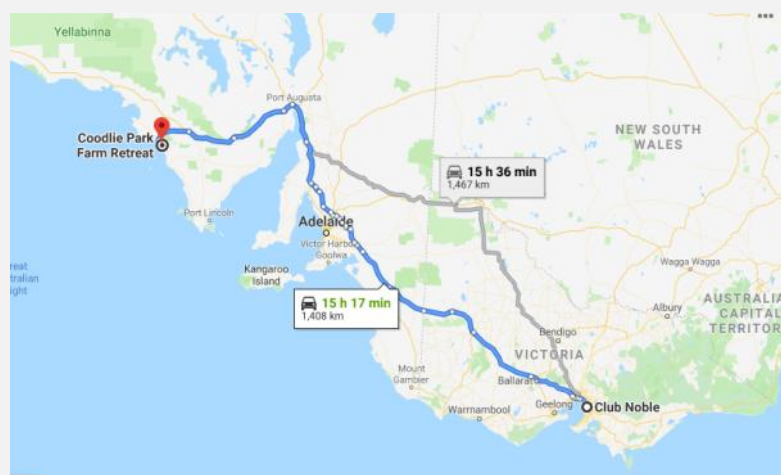 Yellabinna
Port Augusta
Coodlie Park
Farm Retreat
NEW SOUTH
WALES
15 h 36 min
1,467 km
Port Lincoln
Adelaide
Victor Harbor
Goolwa
Kangaroo
Island
Wagga Wagga
15 h 17 min
1,408 km
Albury
AUSTRALIA
CAPITAL
TERRITOR
Bendigo
VICTORIA
Mount
Gambier
Ballarat
Geelong
Club Noble
Warrnambool